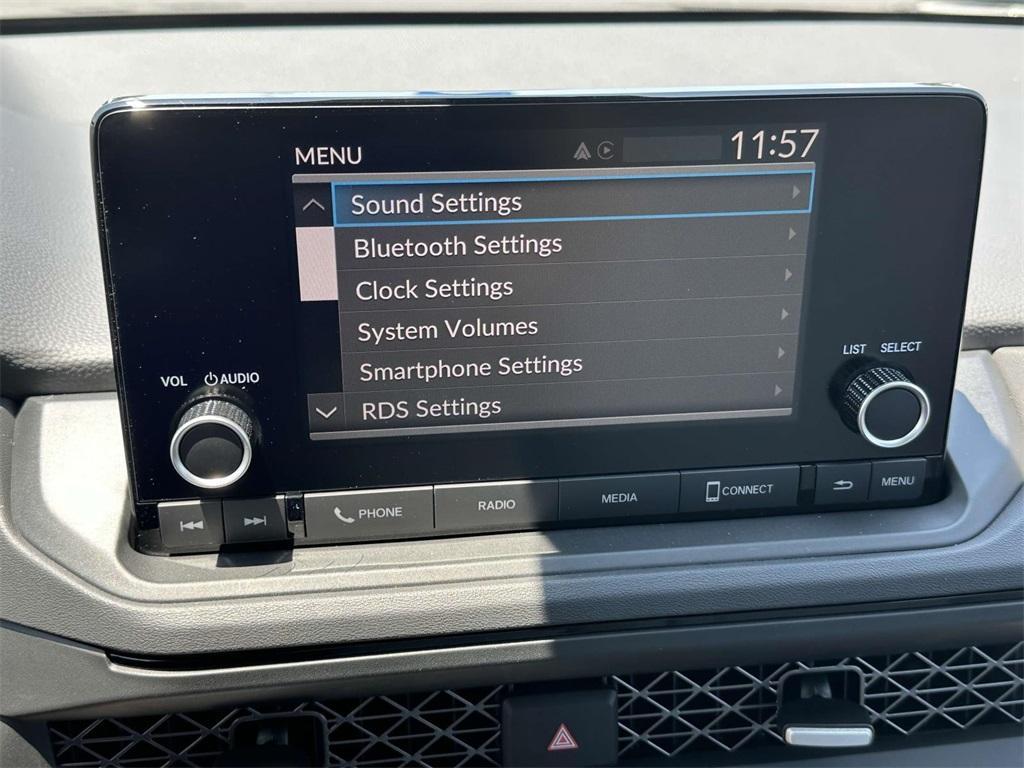 MENU 11:57
Sound Settings
Bluetooth Settings
Clock Settings
System Volumes
Smartphone Settings
RDS Settings
VOL AUDIO
LIST SELECT
PHONE RADIO MEDIA CONNECT MENU